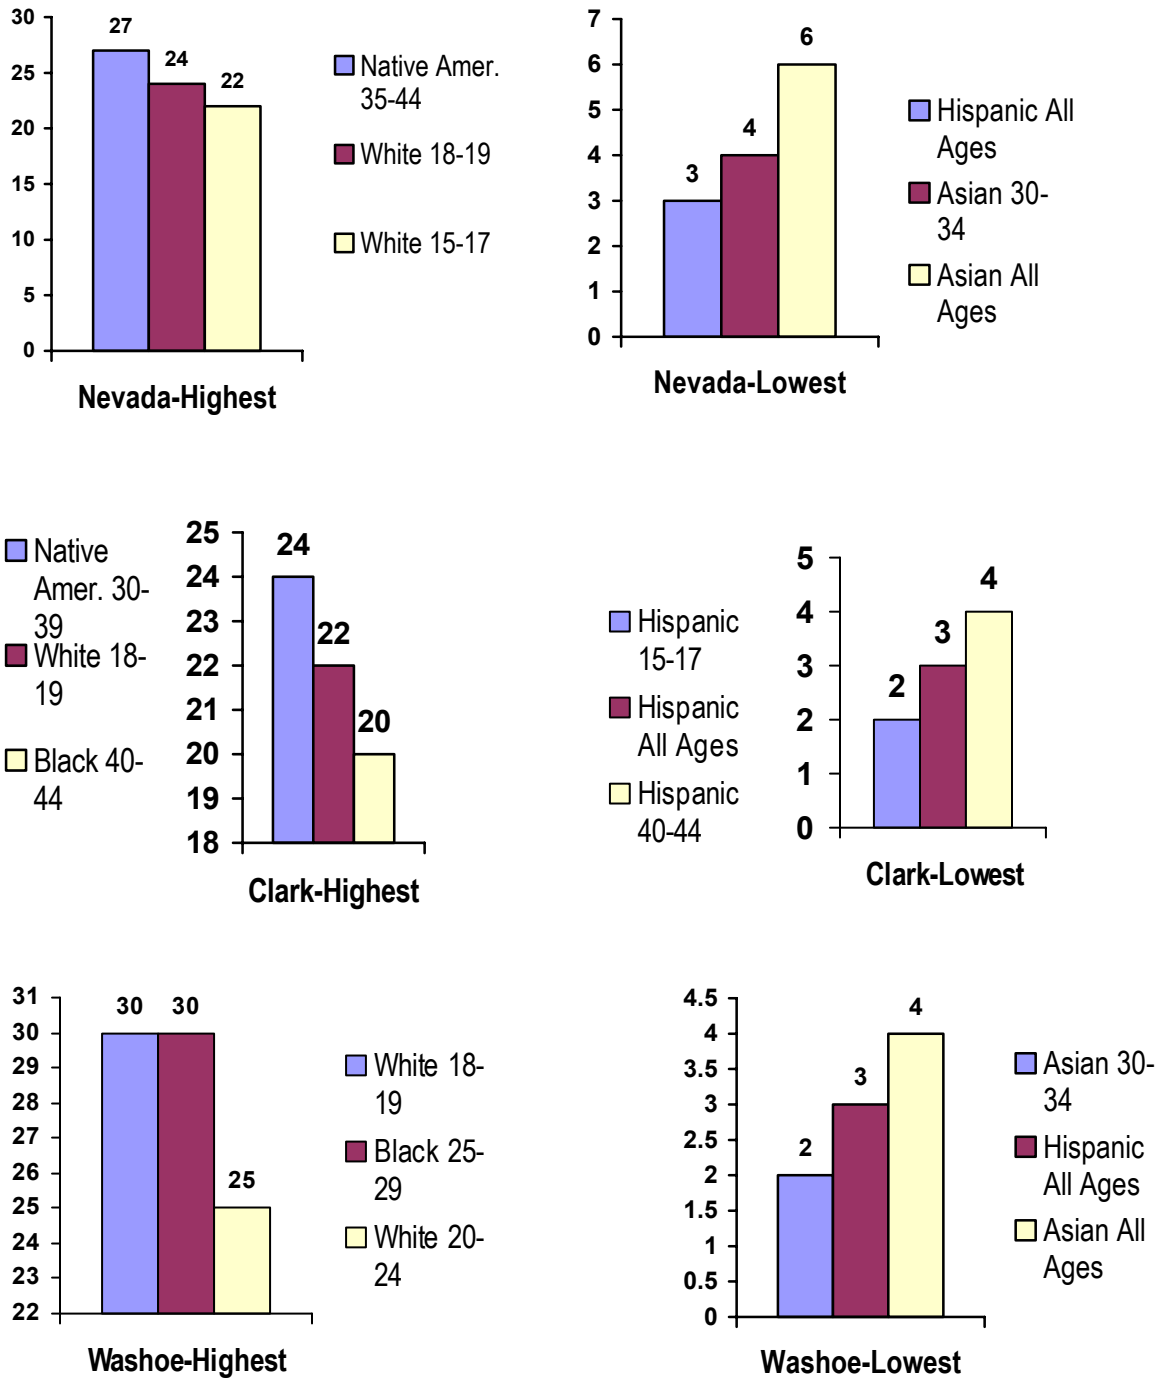 30
25
20
15
10
5
0
27
24
22
Native Amer.
35-44
White 18-19
White 15-17
Nevada-Highest
7
6
5
4
3
2
1
0
3
4
6
Hispanic All
Ages
Asian 30-
34
Asian All
Ages
Nevada-Lowest
Native
Amer. 30-
39
White 18-
19
Black 40-
44
25
24
23
22
21
20
19
18
24
22
20
Clark-Highest
Hispanic
15-17
Hispanic
All Ages
Hispanic
40-44
5
4
3
2
1
0
2
3
4
Clark-Lowest
31
30
29
28
27
26
25
24
23
22
30
30
25
White 18-
19
Black 25-
29
White 20-
24
Washoe-Highest
4.5
4
3.5
3
2.5
2
1.5
1
0.5
0
2
3
4
Asian 30-
34
Hispanic
All Ages
Asian All
Ages
Washoe-Lowest